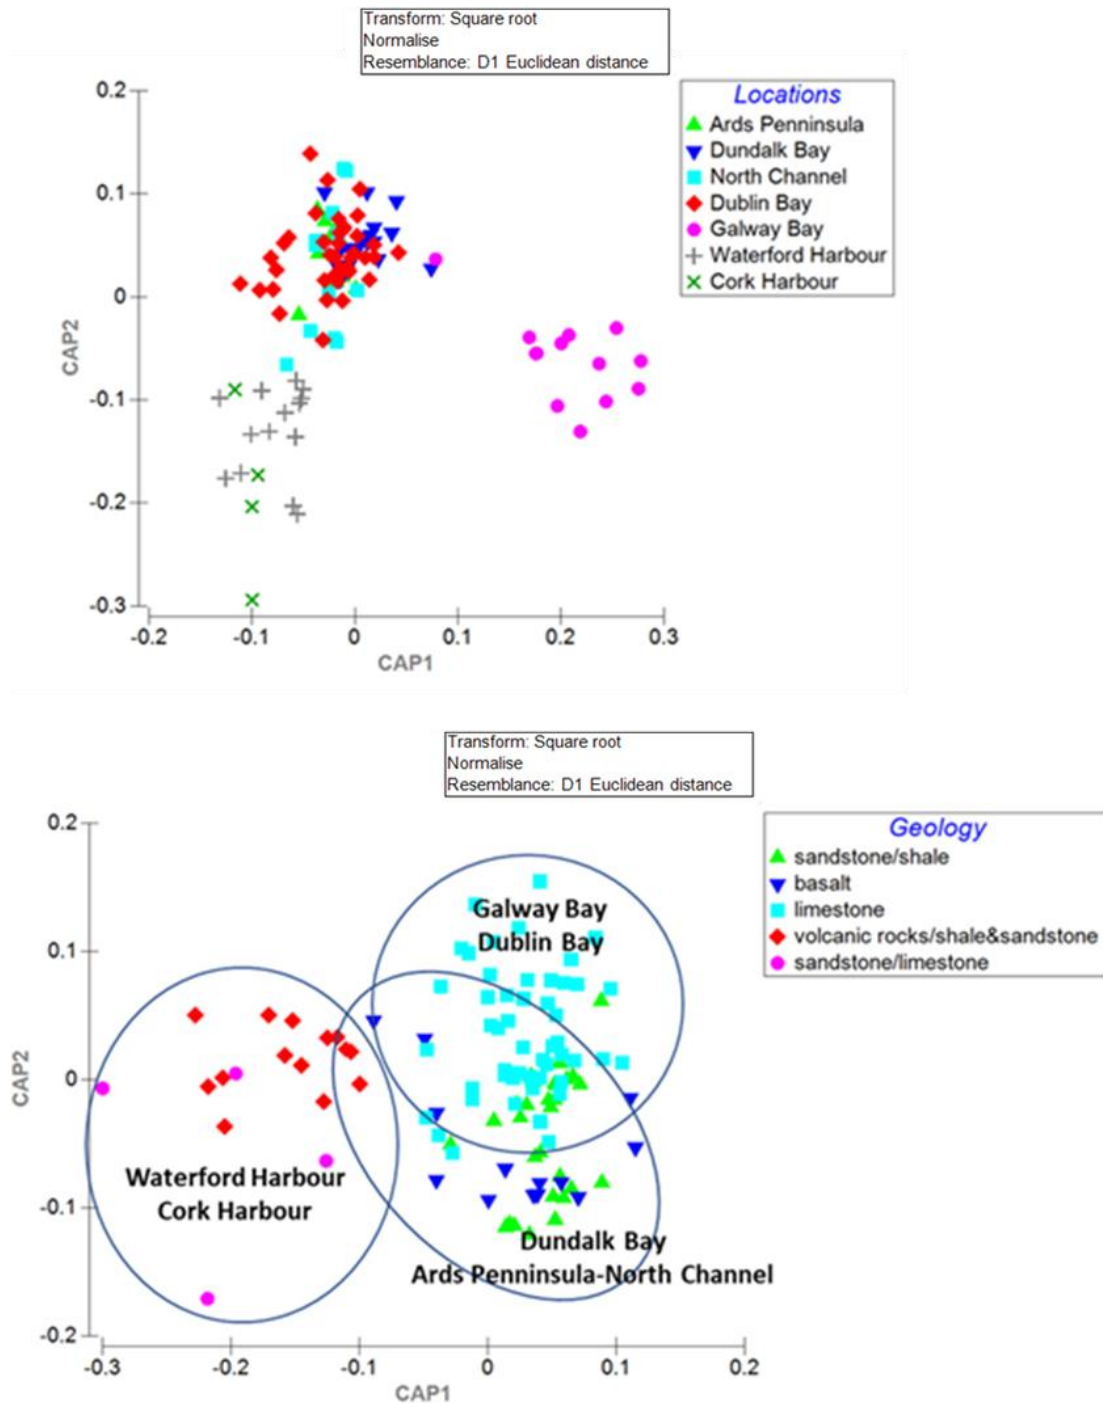 Transform: Square root
Normalise
Resemblance: D1 Euclidean distance
Locations
Ards Penninsula
Dundalk Bay
North Channel
Dublin Bay
Galway Bay
Waterford Harbour
Cork Harbour
0.2
0.1
0
-0.1
-0.2
-0.3
CAP2
-0.2
-0.1
0
0.1
0.2
0.3
CAP1
Transform: Square root
Normalise
Resemblance: D1 Euclidean distance
Geology
sandstone/shale
basalt
limestone
volcanic rocks/shale&sandstone
sandstone/limestone
0.2
0.1
0
-0.1
-0.2
CAP2
Galway Bay
Dublin Bay
Waterford Harbour
Cork Harbour
Dundalk Bay
Ards Penninsula-North Channel
-0.3
-0.2
-0.1
0
0.1
0.2
CAP1